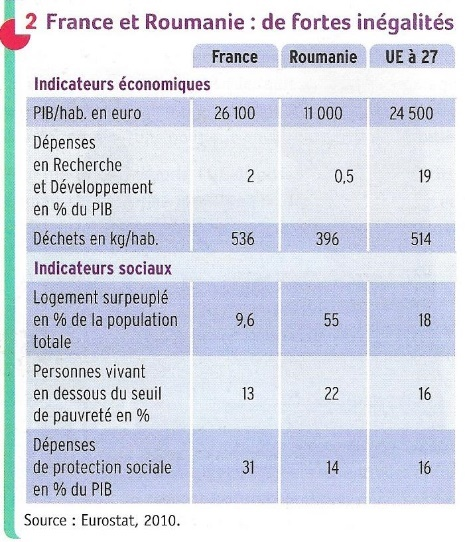 2 France et Roumanie : de fortes inégalités
France Roumanie UE à 27
Indicateurs économiques
PIB/hab. en euro 26 100 11 000 24 500
Dépenses
en Recherche
et Développement
en % du PIB
2 0,5 19
Déchets en kg/hab. 536 396 514
Indicateurs sociaux
Logement surpeuplé
en % de la population
totale
9,6 55 18
Personnes vivant
en dessous du seuil
de pauvreté en %
13 22 16
Dépenses
de protection sociale
en % du PIB
31 14 16
Source : Eurostat, 2010.